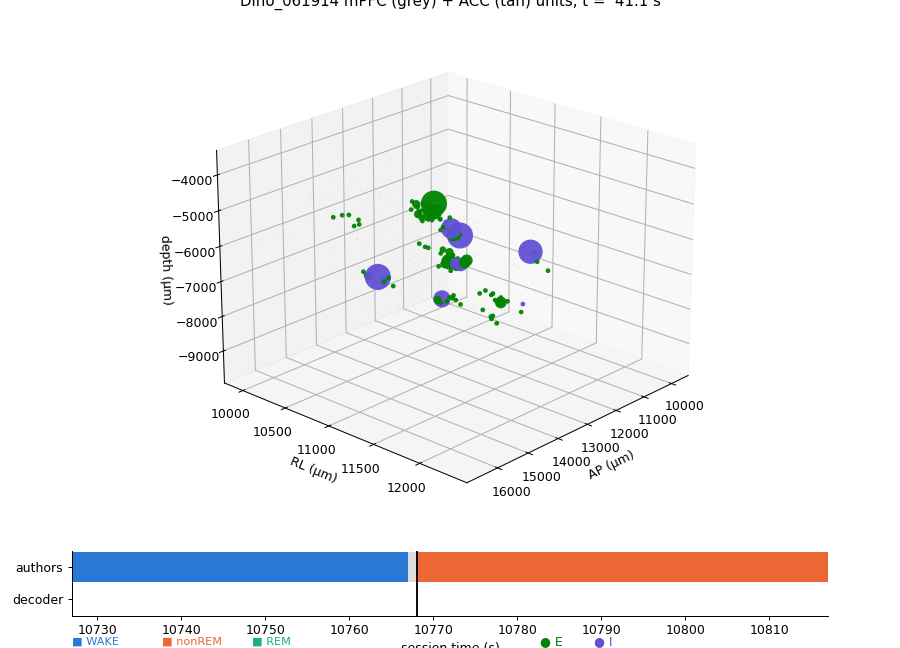 Dino_061914 mPFC (grey) + ACC (tan) units, t = 41.1 s
−4000
−5000
−6000
−7000
−8000
−9000
depth (µm)
10000
10500
11000
11500
12000
RL (µm)
10000
11000
12000
13000
14000
15000
16000
AP (µm)
authors
decoder
10730 10740 10750 10760 10770 10780 10790 10800 10810
session time (s)
WAKE nonREM REM E I